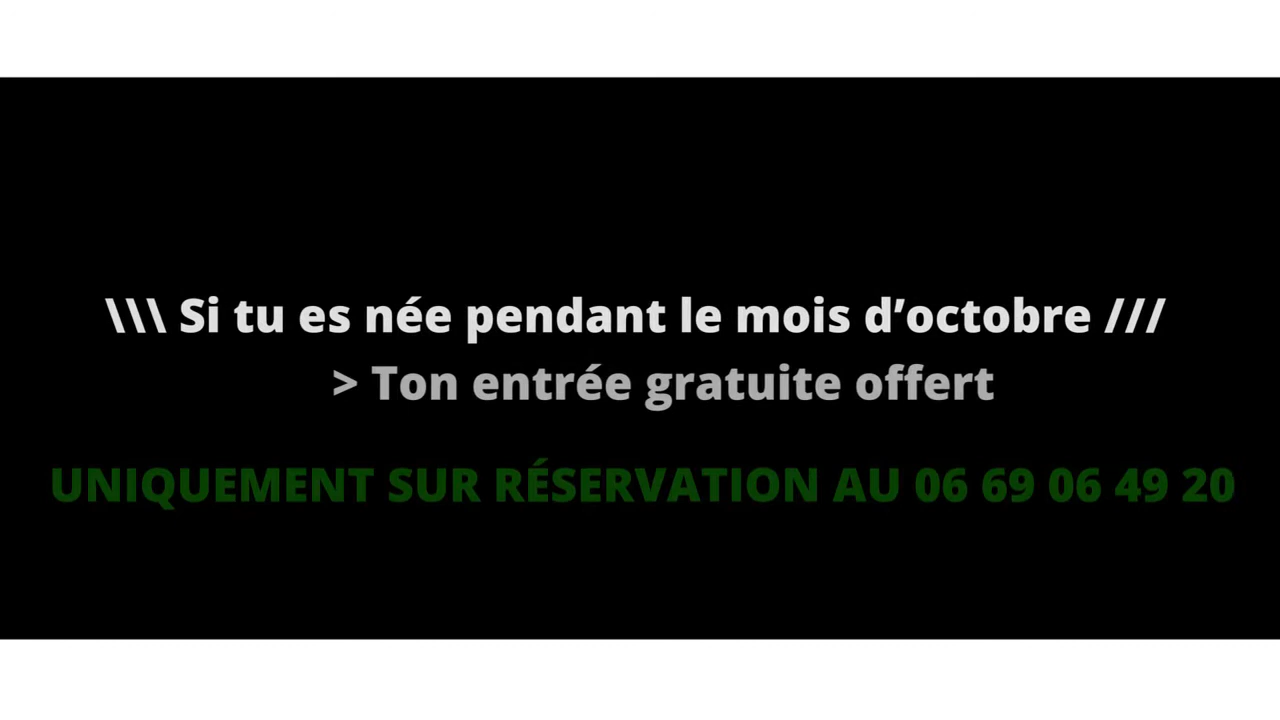 \\\ Si tu es née pendant le mois d’octobre ///
> Ton entrée gratuite offert
UNIQUEMENT SUR RÉSERVATION AU 06 69 06 49 20